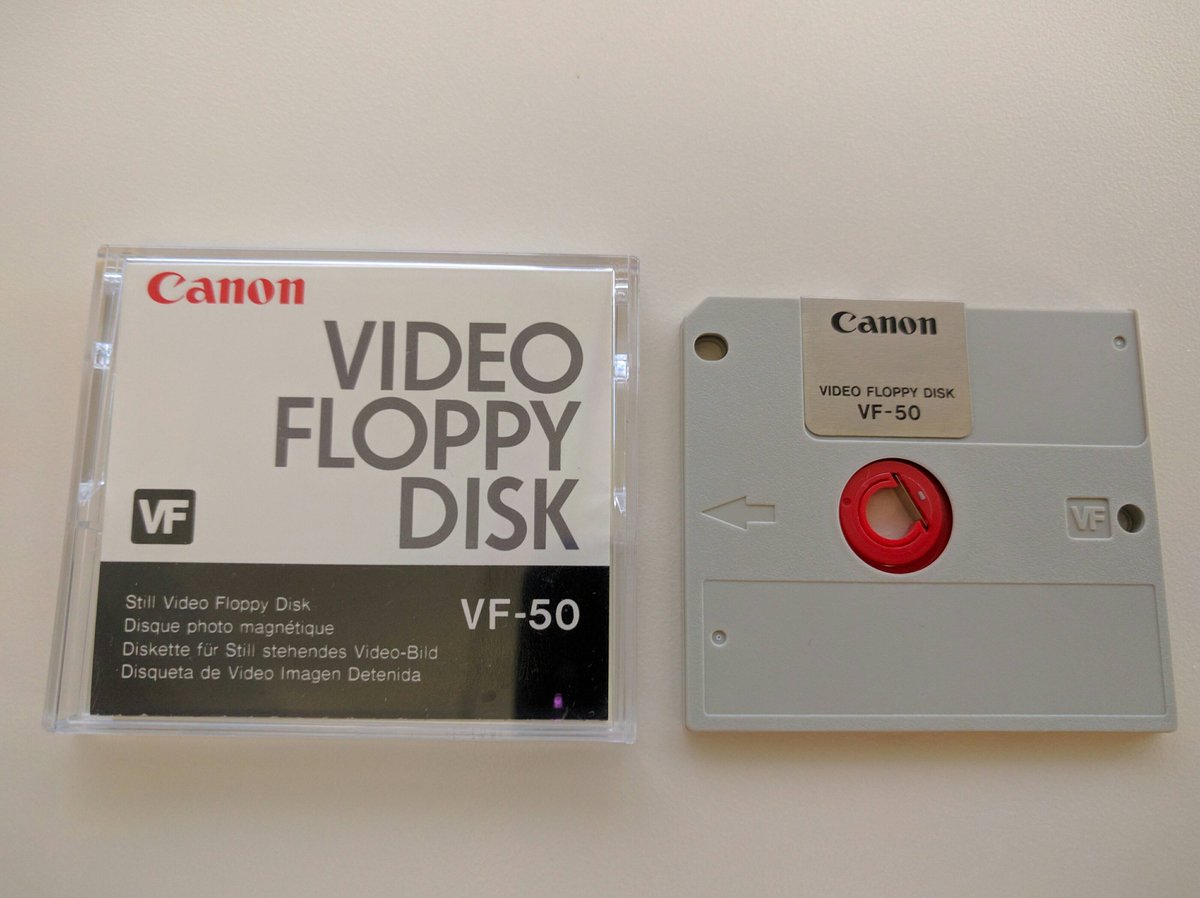 Canon
VIDEO
FLOPPY
DISK
VF
VF-50
Still Video Floppy Disk
Disque photo magnétique
Diskette für Still stehendes Video-Bild
Disqueta de Video Imagen Detenida
Canon
VIDEO FLOPPY DISK
VF-50
VF